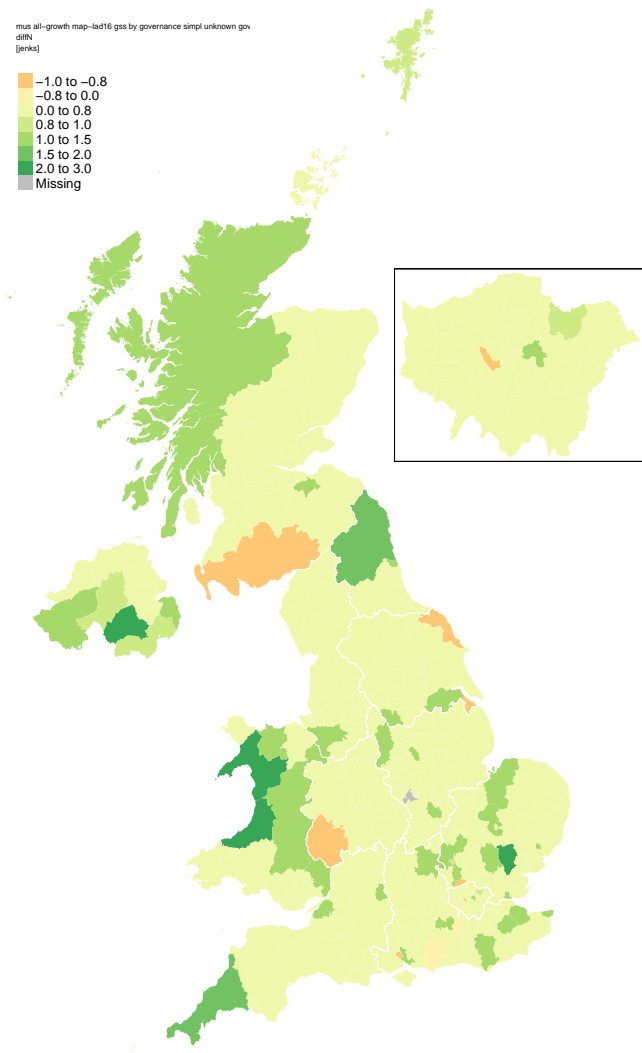 mus all−growth map−lad16 gss by governance simpl unknown gov
diffN
[jenks]
−1.0 to −0.8
−0.8 to 0.0
0.0 to 0.8
0.8 to 1.0
1.0 to 1.5
1.5 to 2.0
2.0 to 3.0
Missing